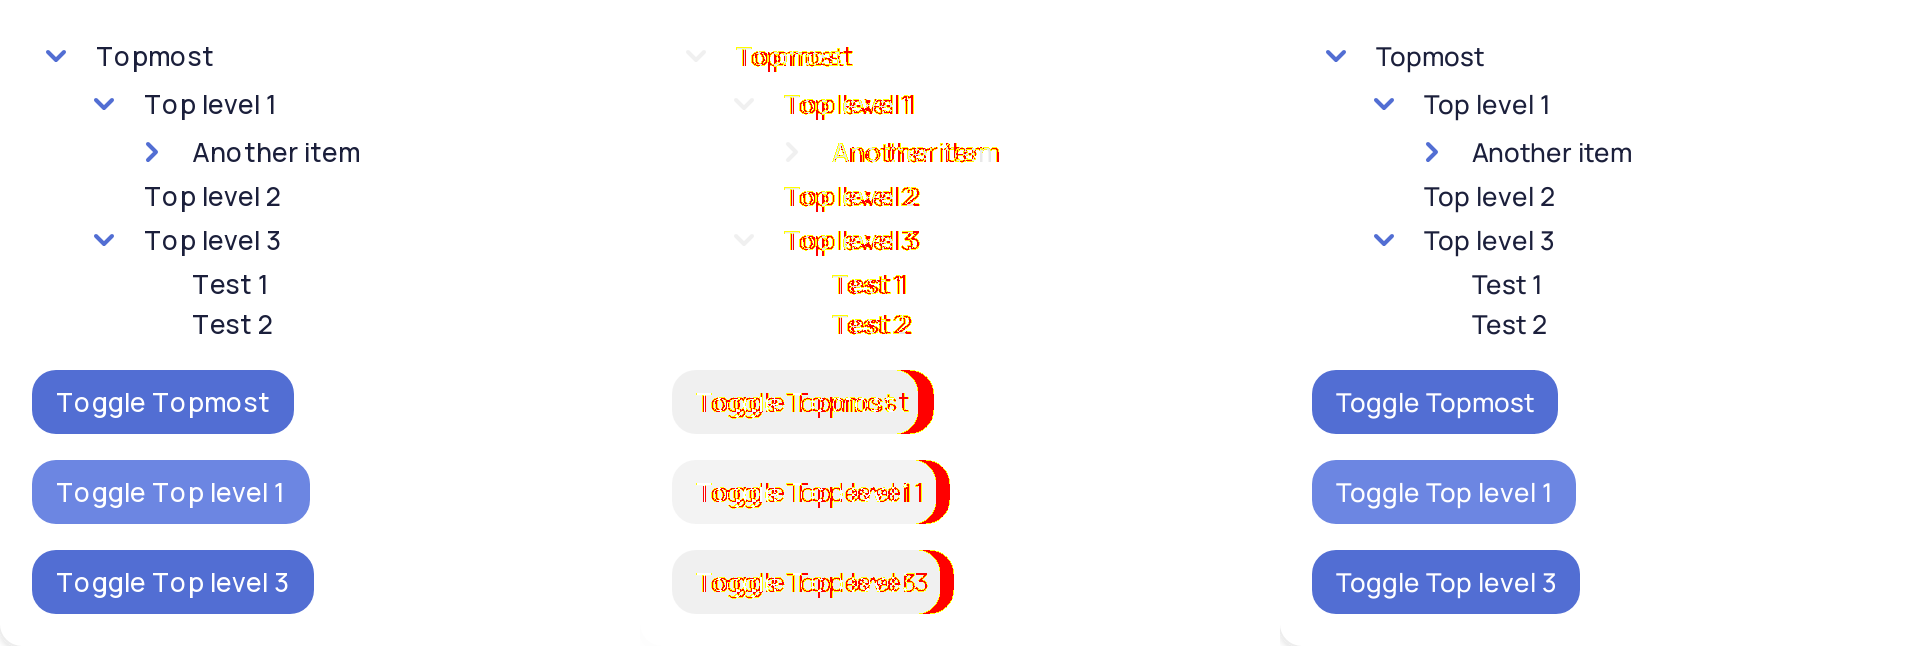 Topmost
Top level 1
Another item
Top level 2
Top level 3
Test 1
Test 2
Toggle Topmost
Toggle Top level 1
Toggle Top level 3
Topmost
Top level 1
Another item
Top level 2
Top level 3
Test 1
Test 2
Toggle Topmost
Toggle Top level 1
Toggle Top level 3
Topmost
Top level 1
Another item
Top level 2
Top level 3
Test 1
Test 2
Toggle Topmost
Toggle Top level 1
Toggle Top level 3